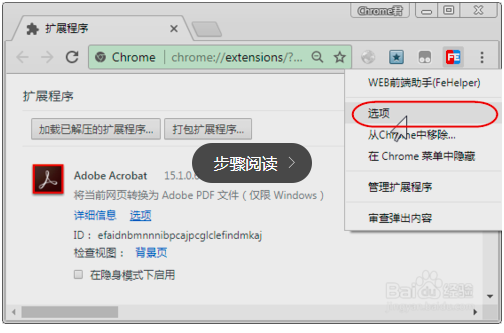 Chrome君
扩展程序
Chrome chrome://extensions/?...
FE
WEB前端助手(FeHelper)
选项
从Chrome中移除...
在 Chrome 菜单中隐藏
管理扩展程序
审查弹出内容
扩展程序
加载已解压的扩展程序... 打包扩展程序...
步骤阅读
Adobe Acrobat 15.1.0.
将当前网页转换为 Adobe PDF 文件（仅限 Windows）
详细信息 选项
ID： efaidnbmnnnibpcajpcglclefindmkaj
检查视图： 背景页
在隐身模式下启用
Baidu经验